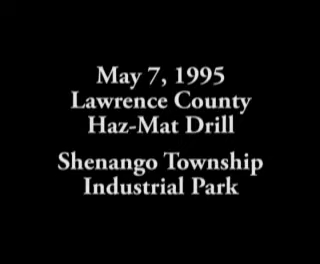 May 7, 1995
Lawrence County
Haz-Mat Drill
Shenango Township
Industrial Park